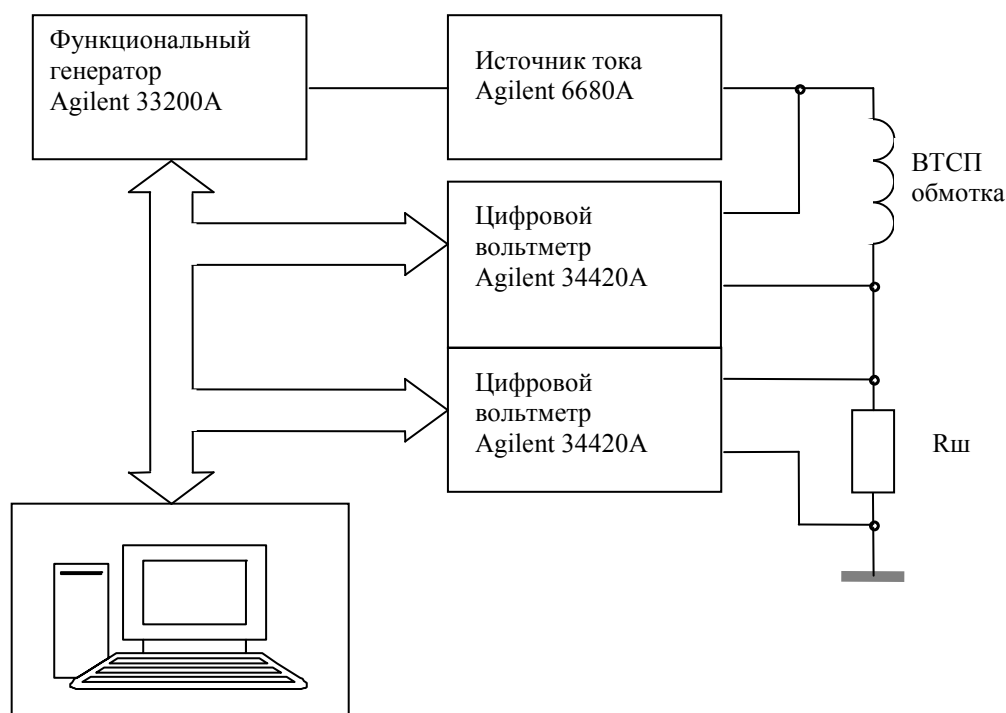 Функциональный
генератор
Agilent 33200A
Источник тока
Agilent 6680A
ВТСП
обмотка
Цифровой
вольтметр
Agilent 34420A
Цифровой
вольтметр
Agilent 34420A
Rш